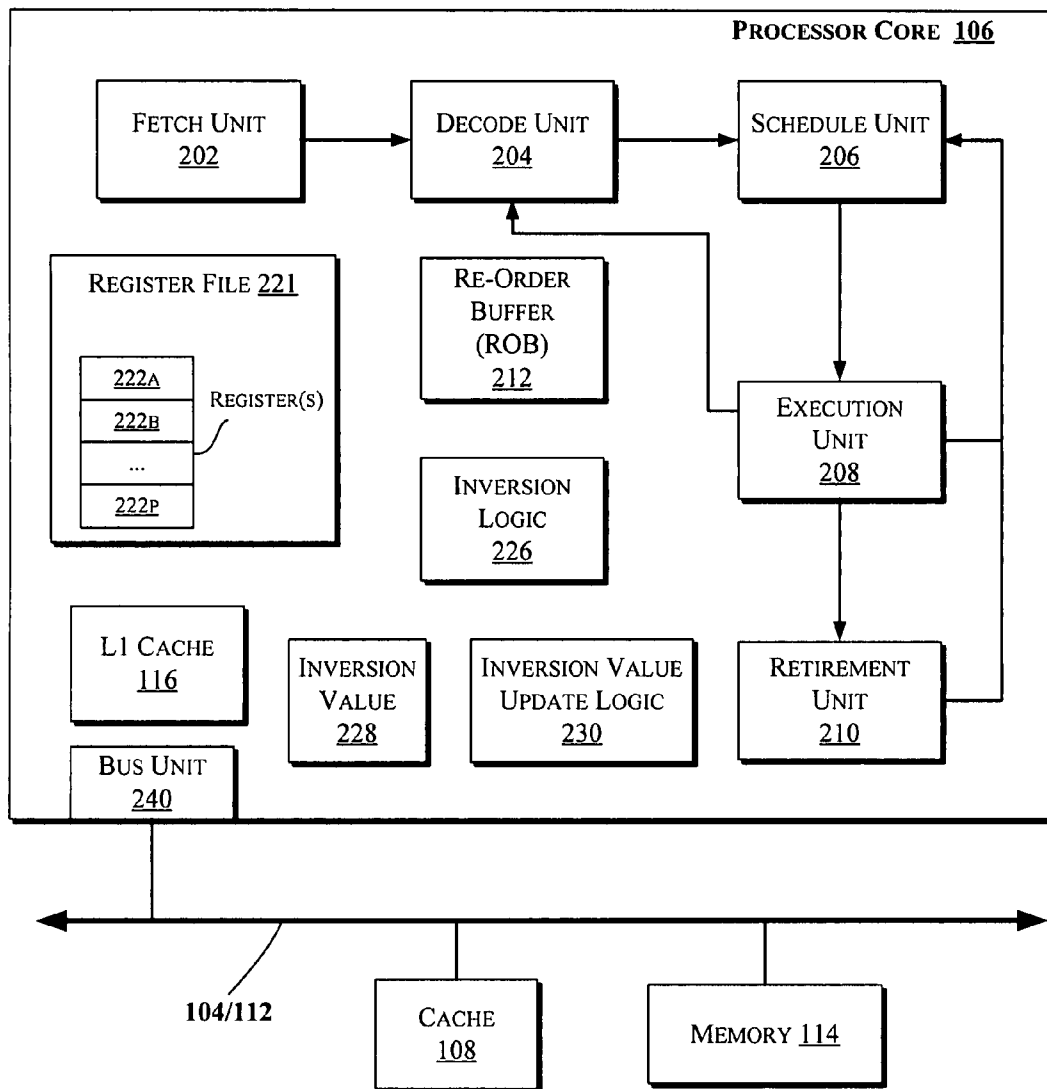 PROCESSOR CORE 106
FETCH UNIT
202
DECODE UNIT
204
SCHEDULE UNIT
206
REGISTER FILE 221
222A
222B
...
222P
REGISTER(S)
RE-ORDER
BUFFER
(ROB)
212
EXECUTION
UNIT
208
INVERSION
LOGIC
226
L1 CACHE
116
INVERSION
VALUE
228
INVERSION VALUE
UPDATE LOGIC
230
RETIREMENT
UNIT
210
BUS UNIT
240
104/112
CACHE
108
MEMORY 114